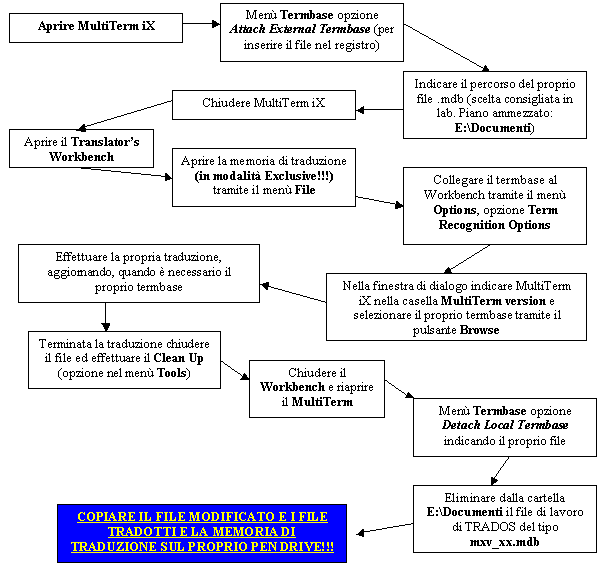 Aprire MultiTerm iX
Menù Termbase opzione
Attach External Termbase (per
inserire il file nel registro)
Indicare il percorso del proprio
file .mdb (scelta consigliata in
lab. Piano ammezzato:
E:\Documenti)
Chiudere MultiTerm iX
Aprire il Translator's
Workbench
Aprire la memoria di traduzione
(in modalità Exclusive!!!)
tramite il menù File
Collegare il termbase al
Workbench tramite il menù
Options, opzione Term
Recognition Options
Nella finestra di dialogo indicare MultiTerm
iX nella casella MultiTerm version e
selezionare il proprio termbase tramite il
pulsante Browse
Effettuare la propria traduzione,
aggiornando, quando è necessario il
proprio termbase
Terminata la traduzione chiudere
il file ed effettuare il Clean Up
(opzione nel menù Tools)
Chiudere il
Workbench e riaprire
il MultiTerm
Menù Termbase opzione
Detach Local Termbase
indicando il proprio file
Eliminare dalla cartella
E:\Documenti il file di lavoro
di TRADOS del tipo
mxv_xx.mdb
COPIARE IL FILE MODIFICATO E I FILE
TRADOTTI E LA MEMORIA DI
TRADUZIONE SUL PROPRIO PEN DRIVE!!!